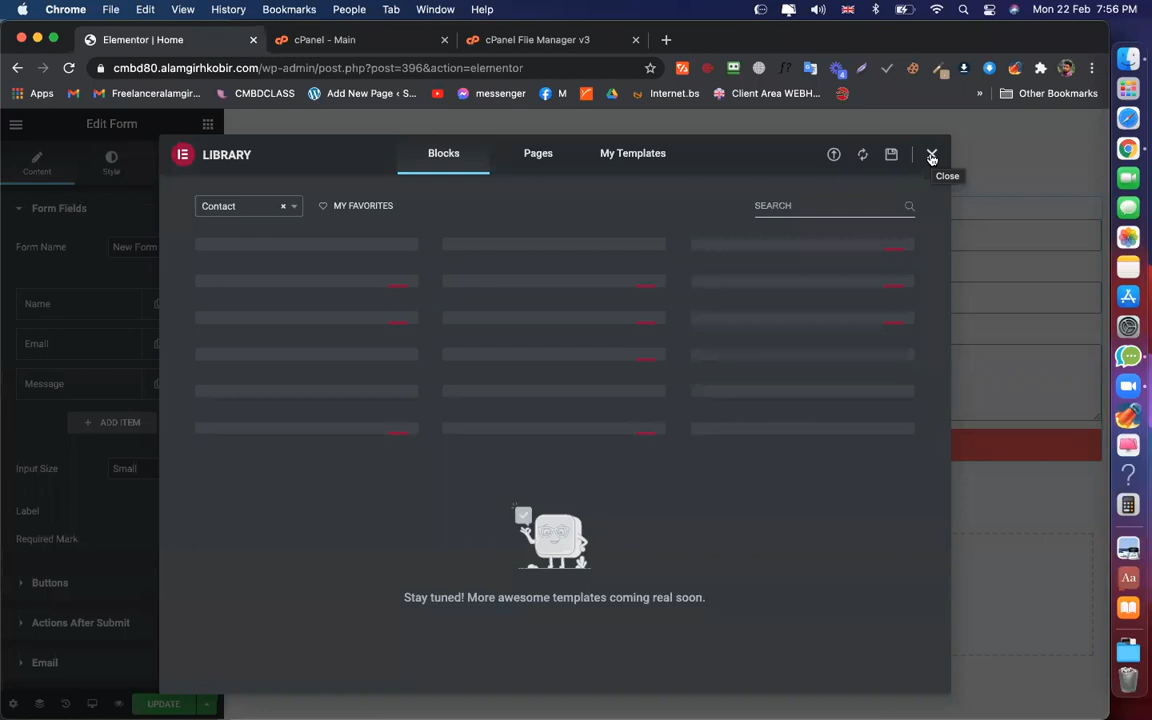 Chrome File Edit View History Bookmarks People Tab Window Help Mon 22 Feb 7:56 PM
Elementor | Home cPanel - Main cPanel File Manager v3
cmbd80.alamgirhkobir.com/wp-admin/post.php?post=396&action=elementor
4
Apps Freelanceralamgir... CMBDCLASS Add New Page ‹ S... messenger M Internet.bs Client Area WEBH... » Other Bookmarks
Edit Form
LIBRARY Blocks Pages My Templates
Close
Content Style
Contact MY FAVORITES SEARCH
Form Fields
Form Name New Form
Name
Email
Message
ADD ITEM
Input Size Small
Label
Required Mark
Buttons
Stay tuned! More awesome templates coming real soon.
Actions After Submit
Email
UPDATE